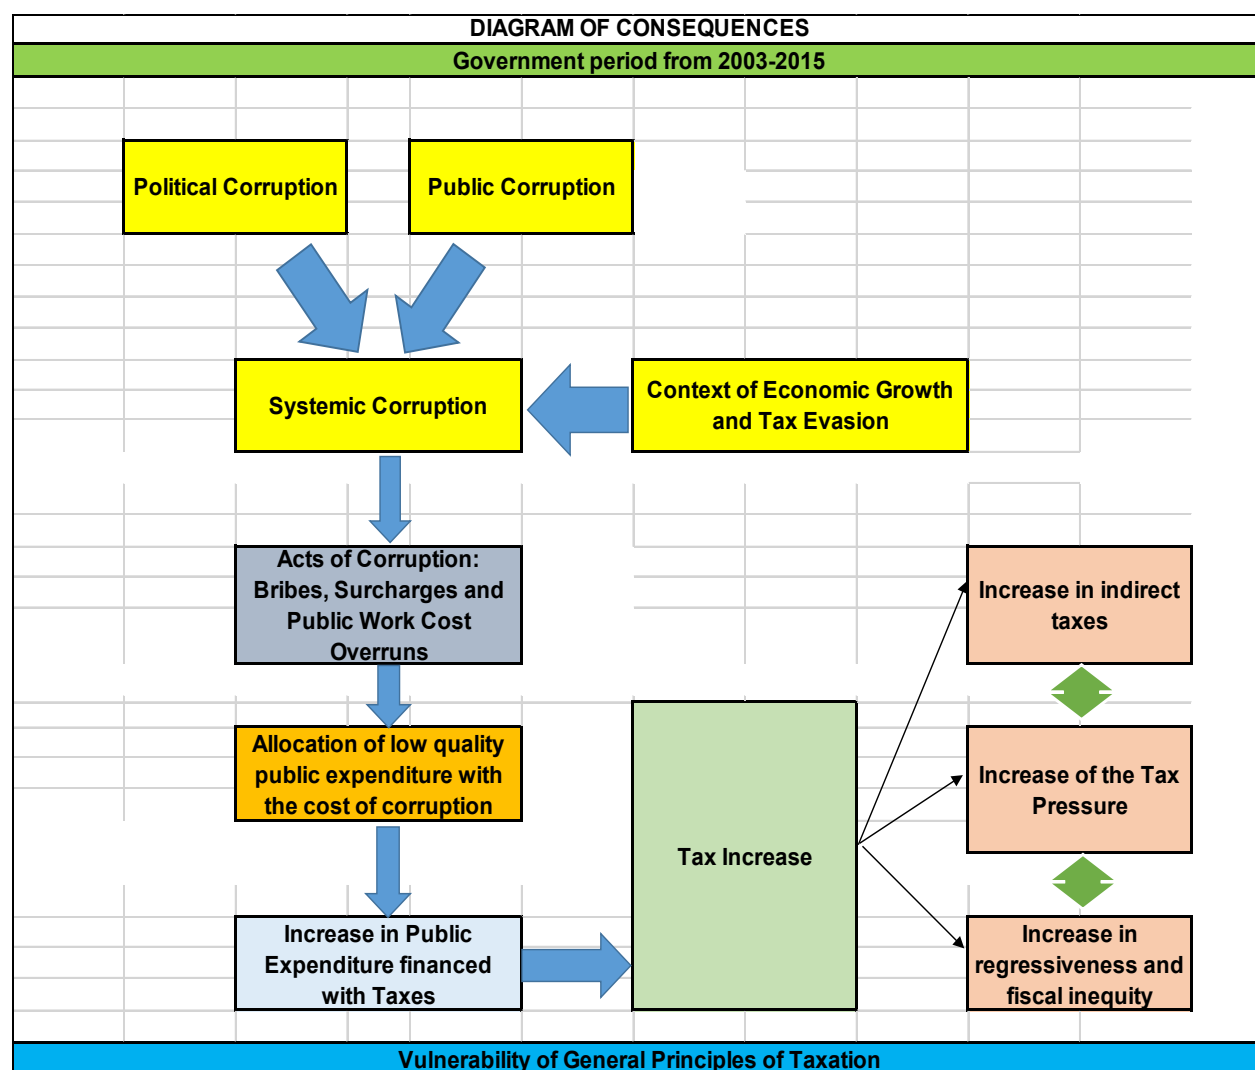 DIAGRAM OF CONSEQUENCES
Government period from 2003-2015
Political Corruption
Public Corruption
Systemic Corruption
Context of Economic Growth
and Tax Evasion
Acts of Corruption:
Bribes, Surcharges and
Public Work Cost
Overruns
Increase in indirect
taxes
Allocation of low quality
public expenditure with
the cost of corruption
Tax Increase
Increase of the Tax
Pressure
Increase in Public
Expenditure financed
with Taxes
Increase in
regressiveness and
fiscal inequity
Vulnerability of General Principles of Taxation